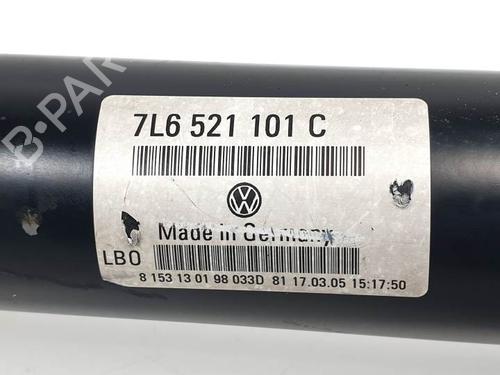 B-PARTS
7L6 521 101 C
Made in Germany
LBO
8 153 13 01 98 033D 81 17.03.05 15:17:50